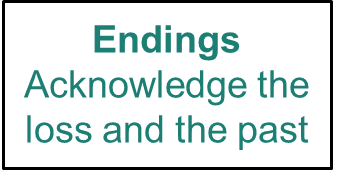 Endings
Acknowledge the
loss and the past